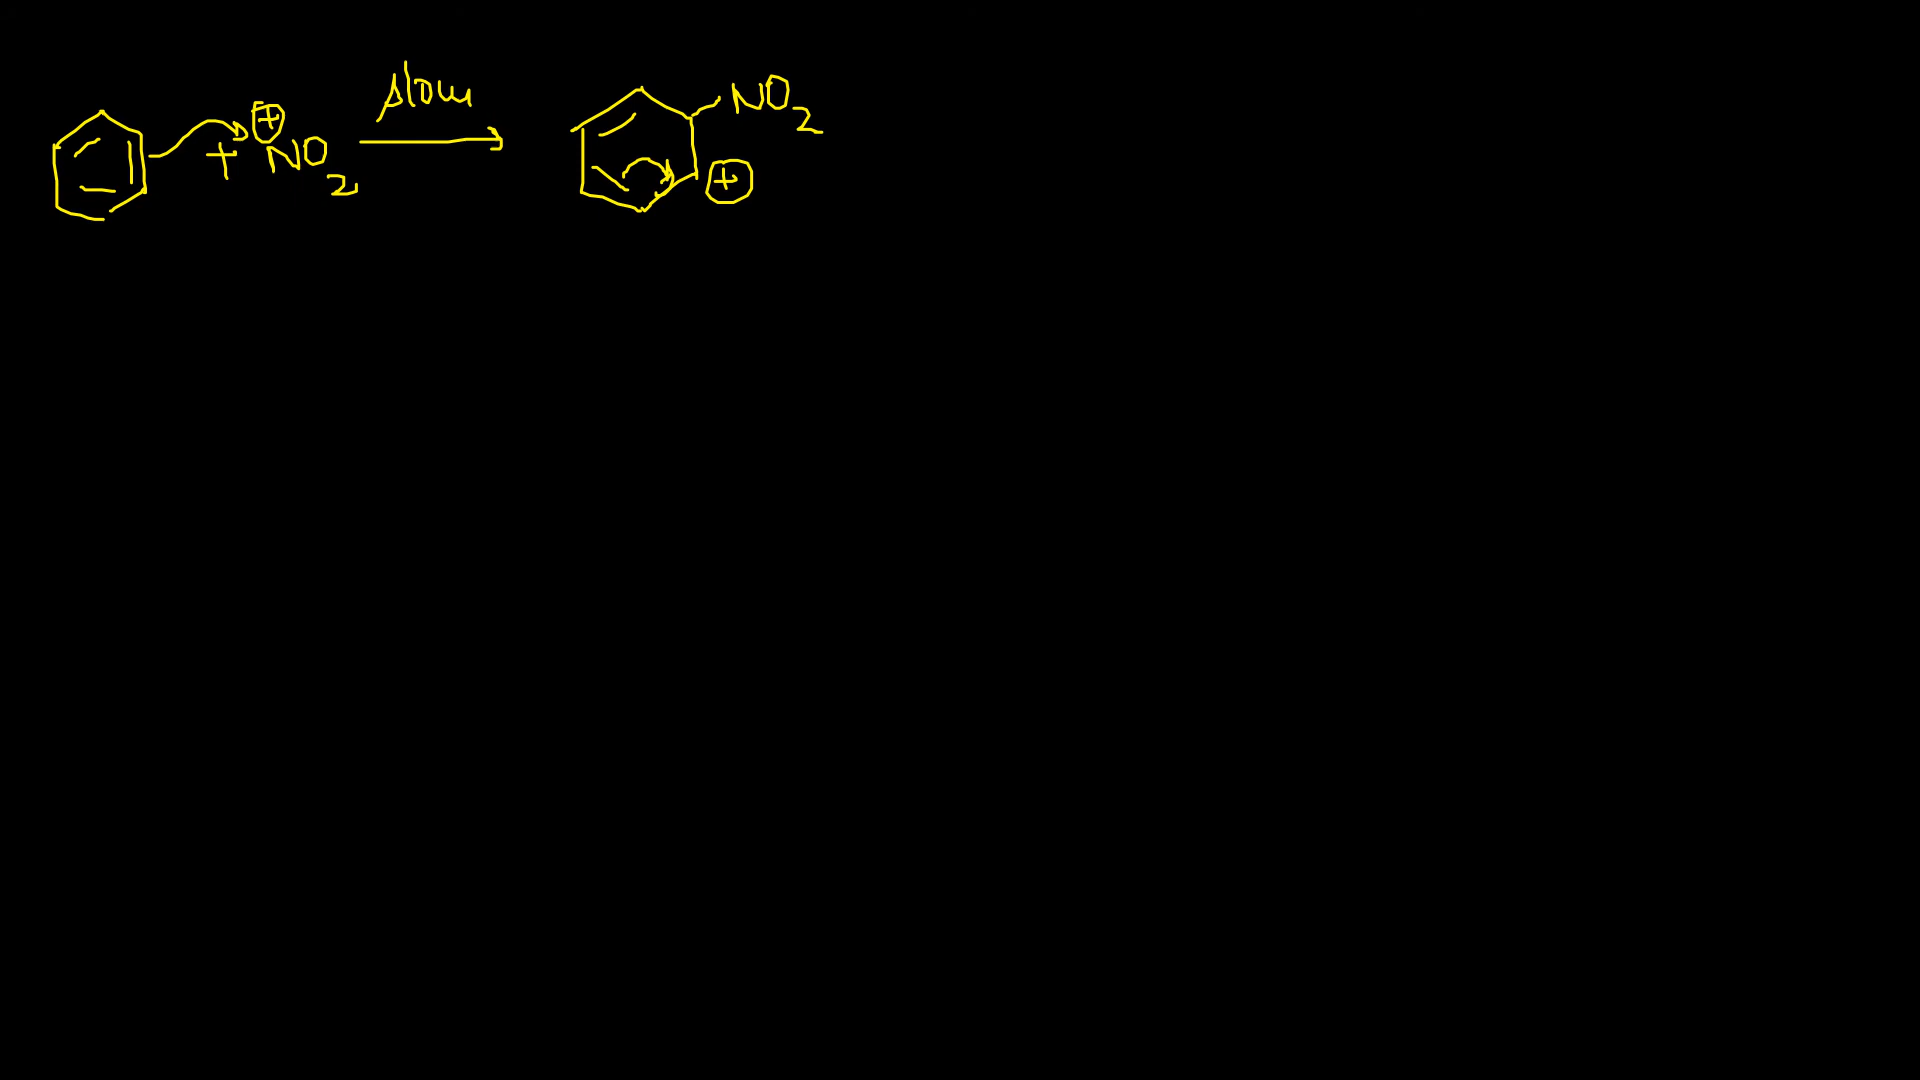 + ⊕NO2 slow → NO2 ⊕